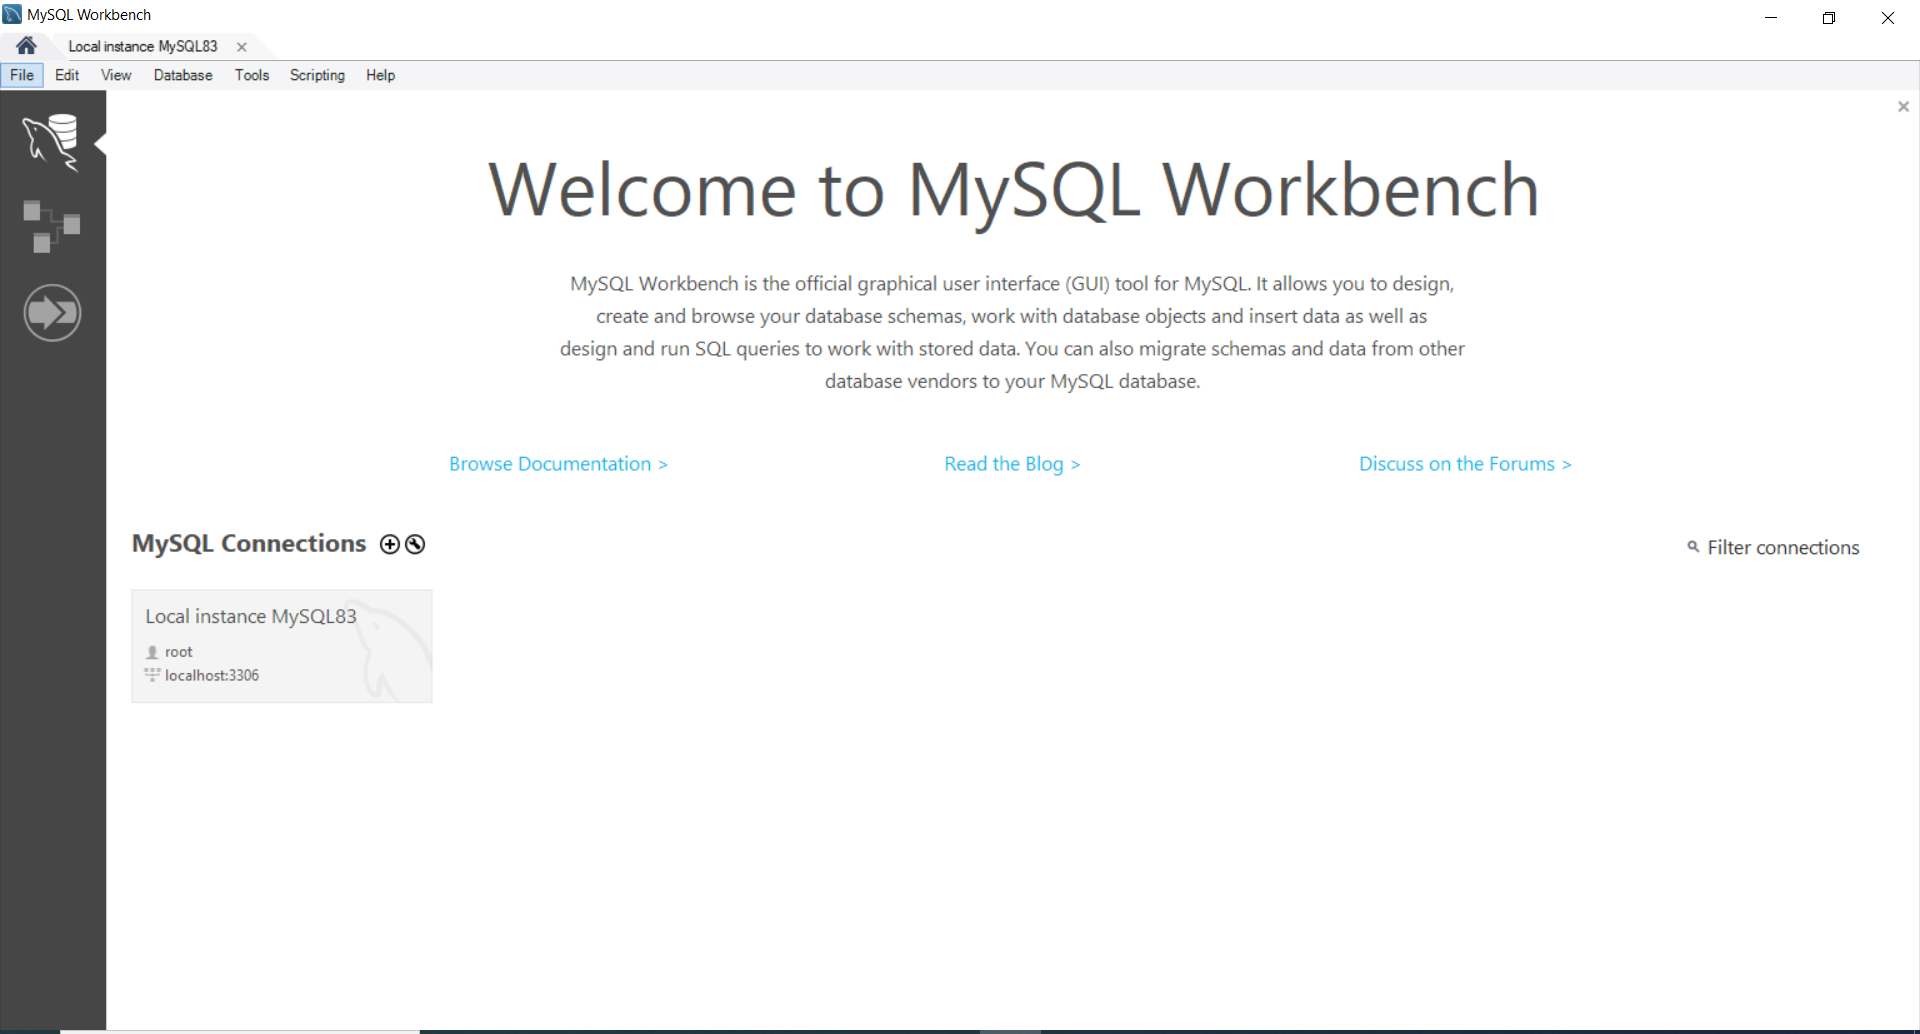 MySQL Workbench
Local instance MySQL83
File Edit View Database Tools Scripting Help
Welcome to MySQL Workbench
MySQL Workbench is the official graphical user interface (GUI) tool for MySQL. It allows you to design,
create and browse your database schemas, work with database objects and insert data as well as
design and run SQL queries to work with stored data. You can also migrate schemas and data from other
database vendors to your MySQL database.
Browse Documentation > Read the Blog > Discuss on the Forums >
MySQL Connections Filter connections
Local instance MySQL83
root
localhost:3306